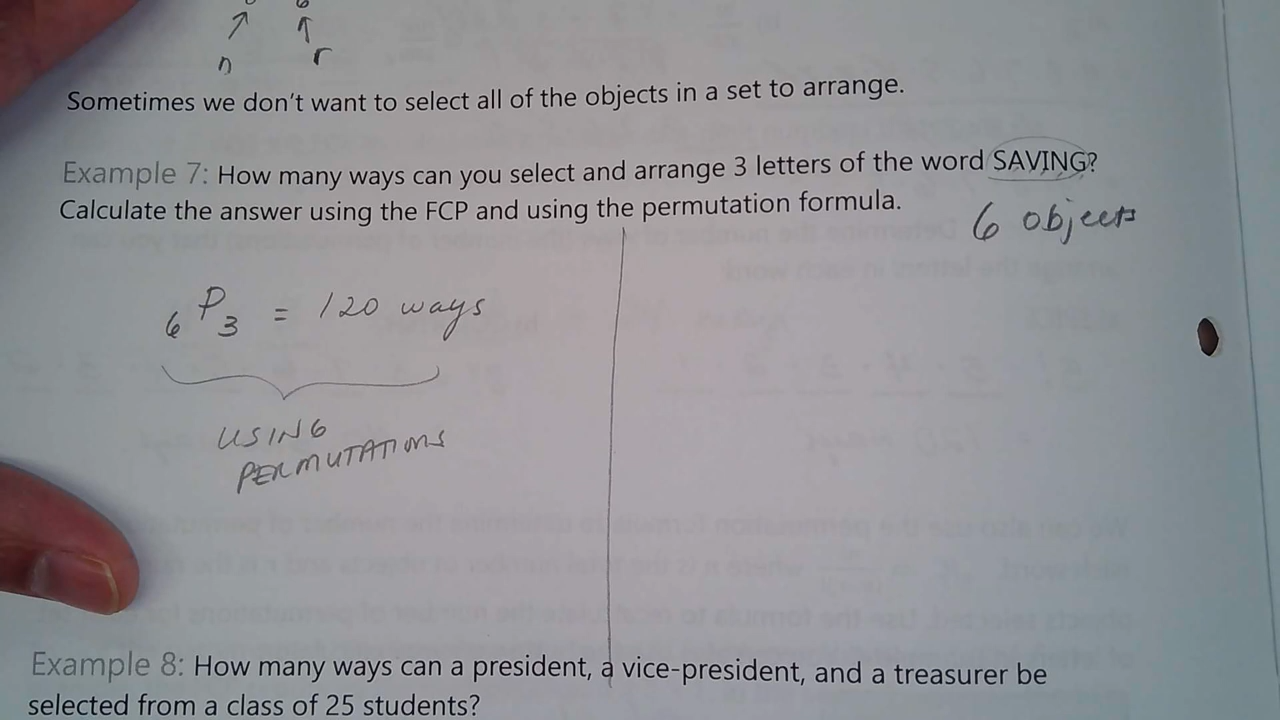 n r
Sometimes we don't want to select all of the objects in a set to arrange.
Example 7: How many ways can you select and arrange 3 letters of the word SAVING?
Calculate the answer using the FCP and using the permutation formula.
6 objects
₆P₃ = 120 ways
USING
PERMUTATIONS
Example 8: How many ways can a president, a vice-president, and a treasurer be
selected from a class of 25 students?